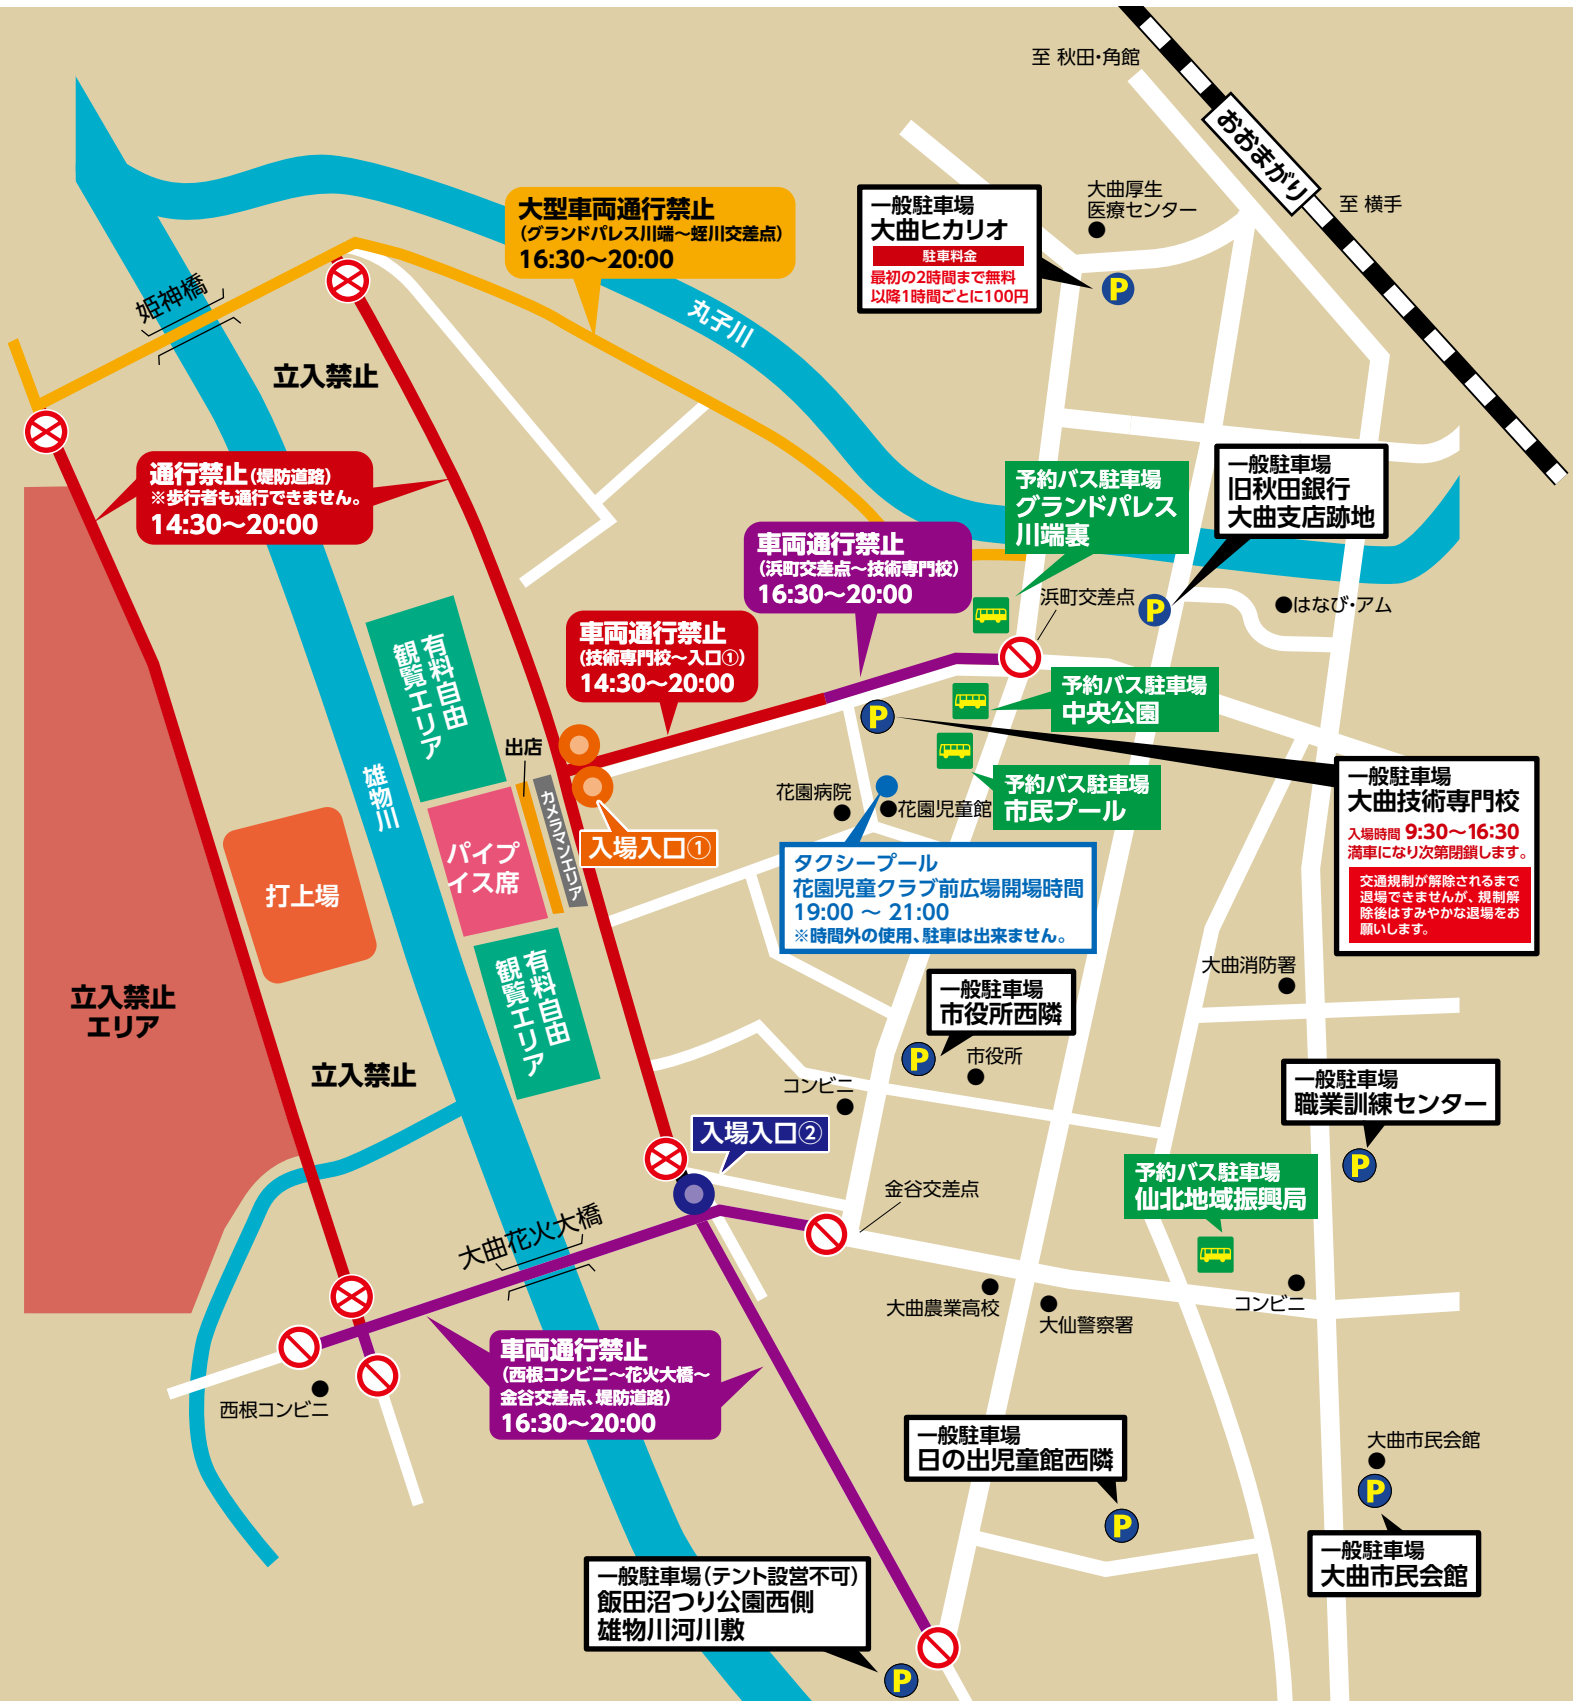 至 秋田・角館
おおまがり
至 横手
大曲厚生
医療センター
一般駐車場
大曲ヒカリオ
駐車料金
最初の2時間まで無料
以降1時間ごとに100円
大型車両通行禁止
(グランドパレス川端～蛭川交差点)
16:30～20:00
丸子川
姫神橋
立入禁止
通行禁止(堤防道路)
※歩行者も通行できません。
14:30～20:00
予約バス駐車場
グランドパレス
川端裏
一般駐車場
旧秋田銀行
大曲支店跡地
車両通行禁止
(浜町交差点～技術専門校)
16:30～20:00
浜町交差点
はなび・アム
車両通行禁止
(技術専門校～入口①)
14:30～20:00
有料自由
観覧エリア
予約バス駐車場
中央公園
出店
カメラマンエリア
雄物川
予約バス駐車場
市民プール
花園病院
花園児童館
一般駐車場
大曲技術専門校
入場時間 9:30～16:30
満車になり次第閉鎖します。
交通規制が解除されるまで
退場できませんが、規制解
除後はすみやかな退場をお
願いします。
入場入口①
パイプ
イス席
打上場
タクシープール
花園児童クラブ前広場開場時間
19:00 ～ 21:00
※時間外の使用、駐車は出来ません。
有料自由
観覧エリア
大曲消防署
立入禁止
エリア
一般駐車場
市役所西隣
市役所
立入禁止
コンビニ
一般駐車場
職業訓練センター
入場入口②
予約バス駐車場
仙北地域振興局
金谷交差点
大曲花火大橋
大曲農業高校
大仙警察署
コンビニ
車両通行禁止
(西根コンビニ～花火大橋～
金谷交差点、堤防道路)
16:30～20:00
西根コンビニ
一般駐車場
日の出児童館西隣
大曲市民会館
一般駐車場
大曲市民会館
一般駐車場(テント設営不可)
飯田沼つり公園西側
雄物川河川敷
P
P
P
P
P
P
P
P